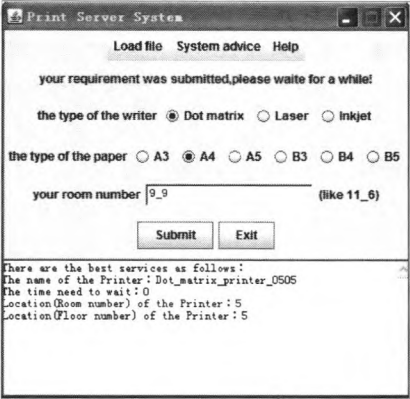 Print Server System
Load file System advice Help
your requirement was submitted,please waite for a while!
the type of the writer Dot matrix Laser Inkjet
the type of the paper A3 A4 A5 B3 B4 B5
your room number 9_9 (like 11_6)
Submit Exit
There are the best services as follows:
The name of the Printer:Dot_matrix_printer_0505
The time need to wait:0
Location(Room number) of the Printer:5
Location(Floor number) of the Printer:5